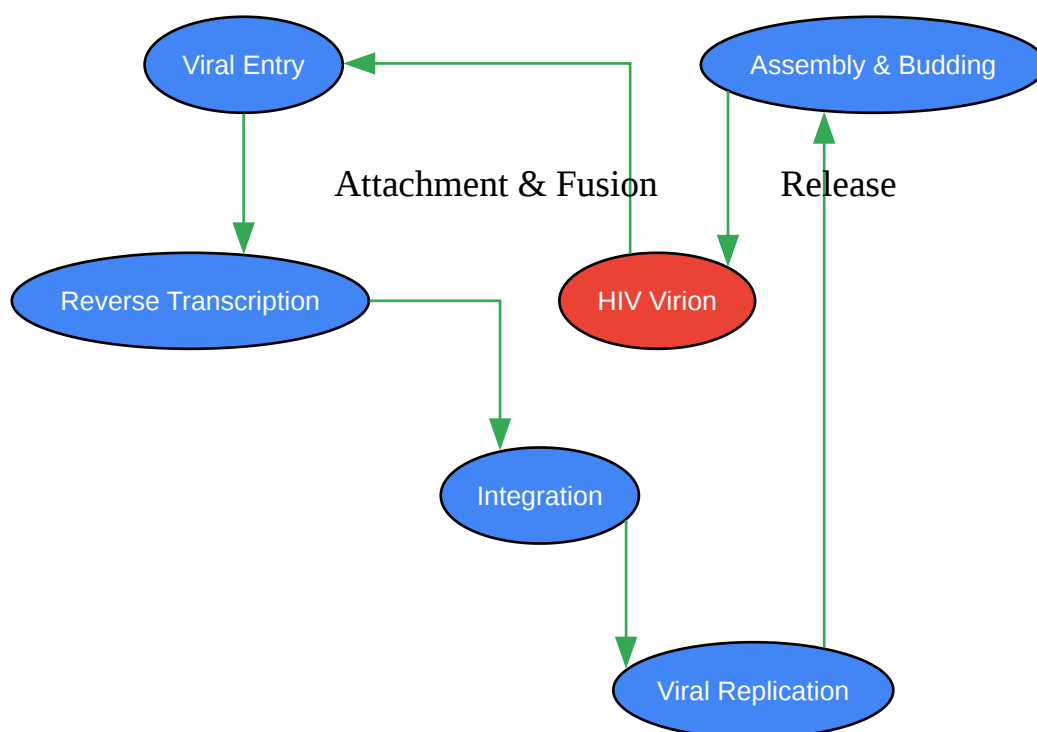 Viral Entry
Assembly & Budding
Attachment & Fusion
Release
Reverse Transcription
HIV Virion
Integration
Viral Replication